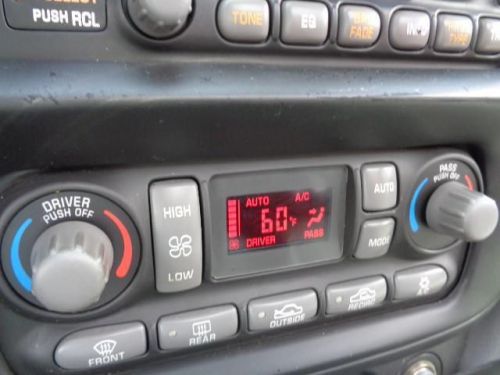 PUSH RCL
TONE
EQ
FADE
DRIVER
PUSH OFF
HIGH
LOW
AUTO A/C
60°F
DRIVER PASS
AUTO
MODE
PASS
PUSH OFF
FRONT
REAR
OUTSIDE
RECIRC